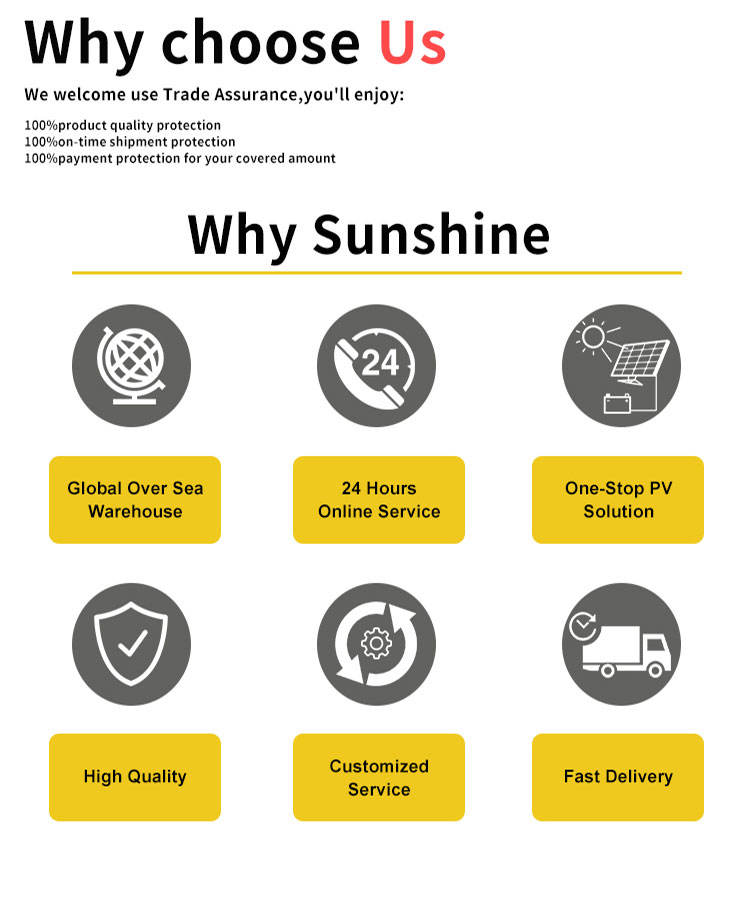 Why choose Us
We welcome use Trade Assurance,you'll enjoy:
100%product quality protection
100%on-time shipment protection
100%payment protection for your covered amount
Why Sunshine
24
Global Over Sea
Warehouse
24 Hours
Online Service
One-Stop PV
Solution
High Quality
Customized
Service
Fast Delivery